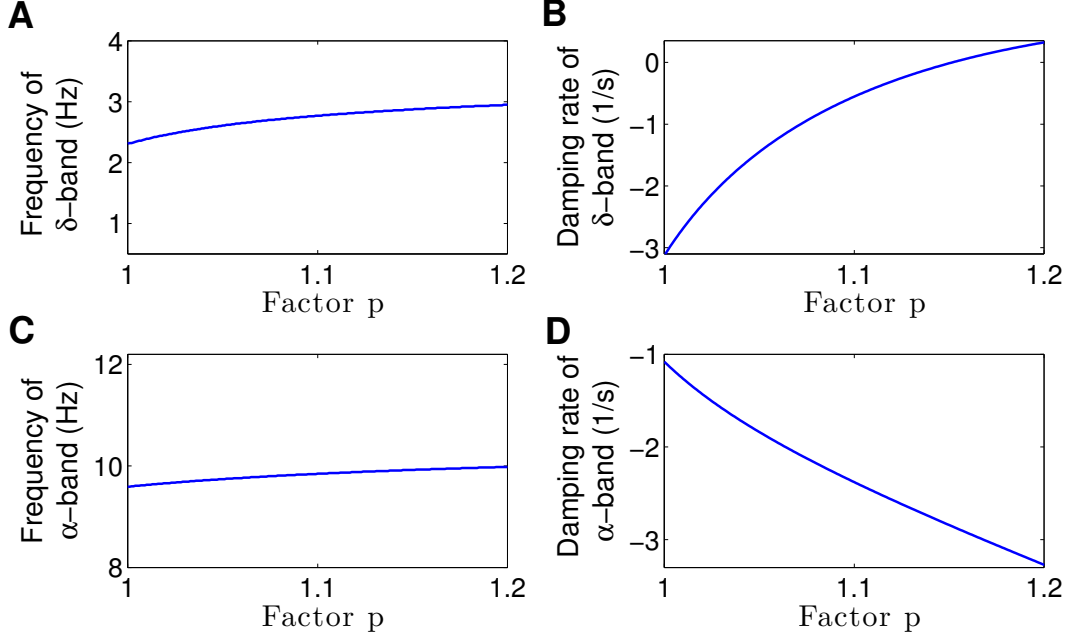 A
Frequency of
δ−band (Hz)
4
3
2
1
1
1.1
1.2
Factor p
B
Damping rate of
δ−band (1/s)
0
−1
−2
−3
1
1.1
1.2
Factor p
C
Frequency of
α−band (Hz)
12
10
8
1
1.1
1.2
Factor p
D
Damping rate of
α−band (1/s)
−1
−2
−3
1
1.1
1.2
Factor p